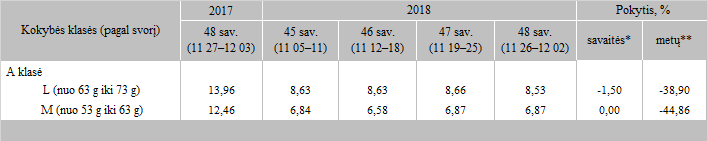 Kokybės klasės (pagal svorį) 2017 2018 Pokytis, %
48 sav. (11 27–12 03) 45 sav. (11 05–11) 46 sav. (11 12–18) 47 sav. (11 19–25) 48 sav. (11 26–12 02) savaitės* metų**
A klasė
L (nuo 63 g iki 73 g) 13,96 8,63 8,63 8,66 8,53 -1,50 -38,90
M (nuo 53 g iki 63 g) 12,46 6,84 6,58 6,87 6,87 0,00 -44,86